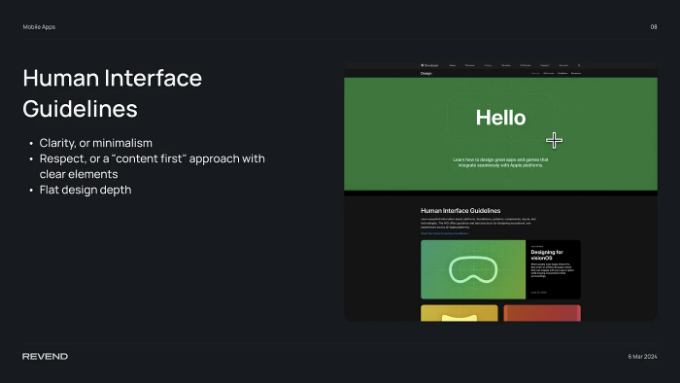 Mobile Apps
Human Interface
Guidelines
• Clarity, or minimalism
• Respect, or a "content first" approach with
clear elements
• Flat design depth
Developer
Design
Hello
Learn how to design great apps and games that
integrate seamlessly with Apple platforms.
Human Interface Guidelines
Designing for
visionOS
REVEND
6 Mar 2024